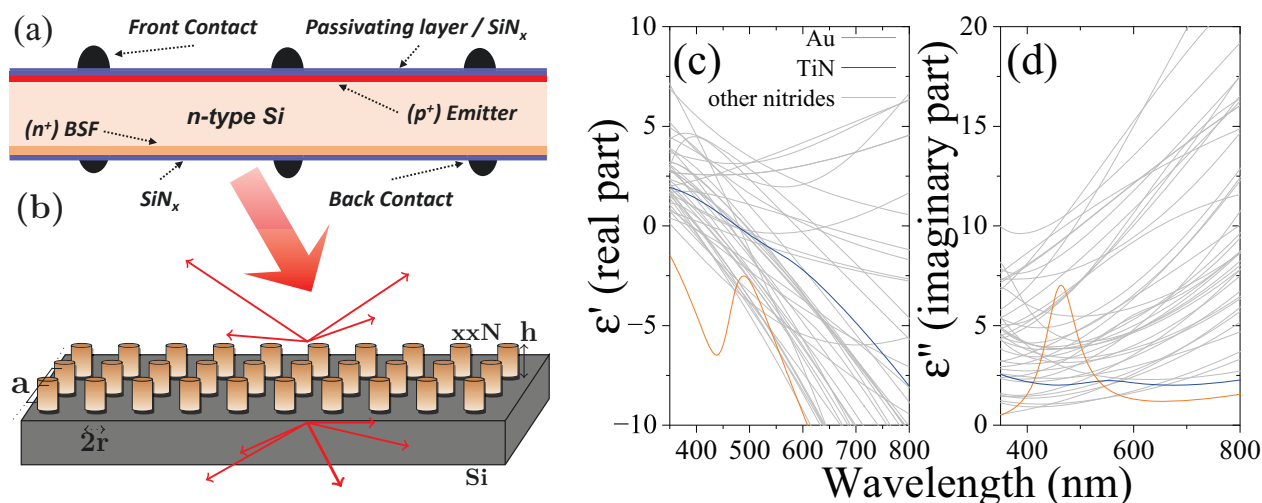 (a)
Front Contact
Passivating layer / SiNₓ
(n⁺) BSF
n-type Si
(p⁺) Emitter
SiNₓ
Back Contact
(b)
xxN
h
a
2r
Si
(c)
Au
TiN
other nitrides
ε' (real part)
10
5
0
−5
−10
400
500
600
700
800
(d)
ε'' (imaginary part)
20
15
10
5
0
400
600
800
Wavelength (nm)